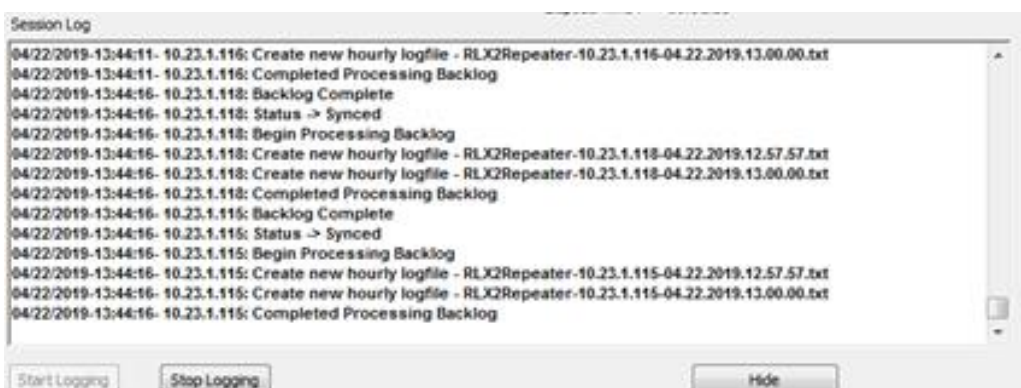 Session Log
04/22/2019-13:44:11- 10.23.1.116: Create new hourly logfile - RLX2Repeater-10.23.1.116-04.22.2019.13.00.00.txt
04/22/2019-13:44:11- 10.23.1.116: Completed Processing Backlog
04/22/2019-13:44:16- 10.23.1.118: Backlog Complete
04/22/2019-13:44:16- 10.23.1.118: Status -> Synced
04/22/2019-13:44:16- 10.23.1.118: Begin Processing Backlog
04/22/2019-13:44:16- 10.23.1.118: Create new hourly logfile - RLX2Repeater-10.23.1.118-04.22.2019.12.57.57.txt
04/22/2019-13:44:16- 10.23.1.118: Create new hourly logfile - RLX2Repeater-10.23.1.118-04.22.2019.13.00.00.txt
04/22/2019-13:44:16- 10.23.1.118: Completed Processing Backlog
04/22/2019-13:44:16- 10.23.1.115: Backlog Complete
04/22/2019-13:44:16- 10.23.1.115: Status -> Synced
04/22/2019-13:44:16- 10.23.1.115: Begin Processing Backlog
04/22/2019-13:44:16- 10.23.1.115: Create new hourly logfile - RLX2Repeater-10.23.1.115-04.22.2019.12.57.57.txt
04/22/2019-13:44:16- 10.23.1.115: Create new hourly logfile - RLX2Repeater-10.23.1.115-04.22.2019.13.00.00.txt
04/22/2019-13:44:16- 10.23.1.115: Completed Processing Backlog
Start Logging Stop Logging Hide